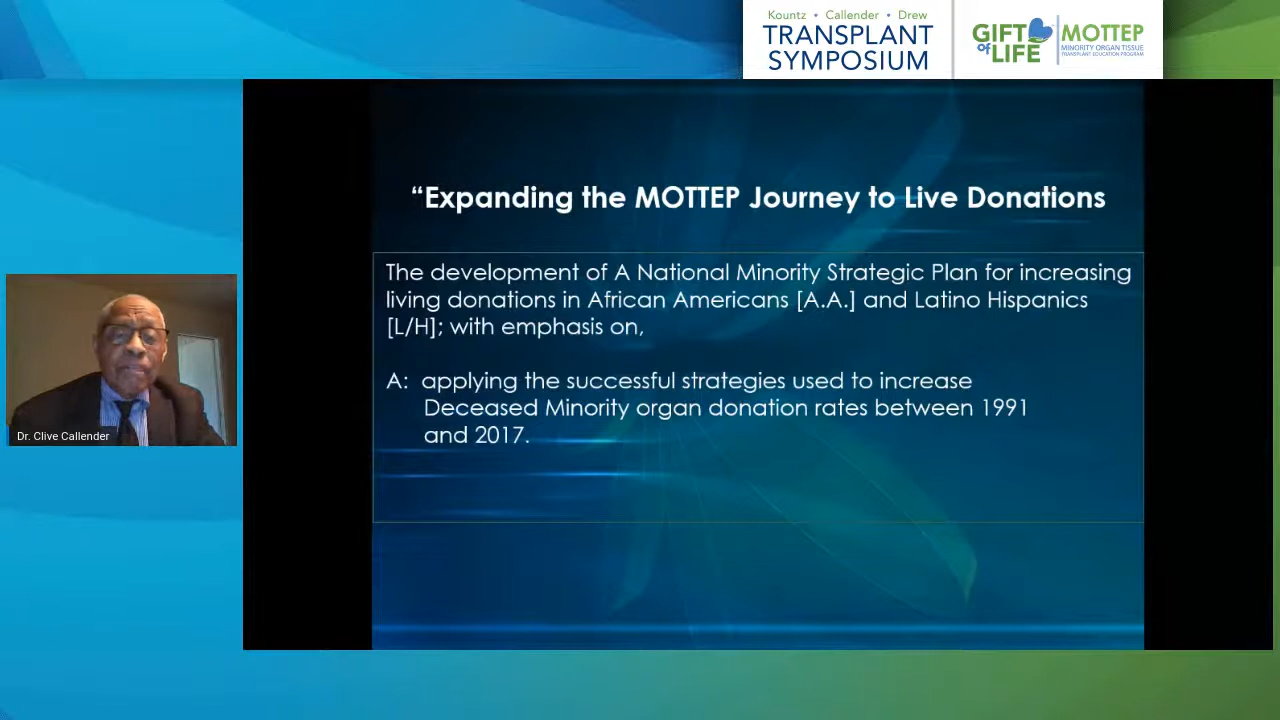 Kountz • Callender • Drew
TRANSPLANT
SYMPOSIUM
GIFT
of LIFE
MOTTEP
MINORITY ORGAN TISSUE
TRANSPLANT EDUCATION PROGRAM
“Expanding the MOTTEP Journey to Live Donations
The development of A National Minority Strategic Plan for increasing
living donations in African Americans [A.A.] and Latino Hispanics
[L/H]; with emphasis on,
A: applying the successful strategies used to increase
Deceased Minority organ donation rates between 1991
and 2017.
Dr. Clive Callender